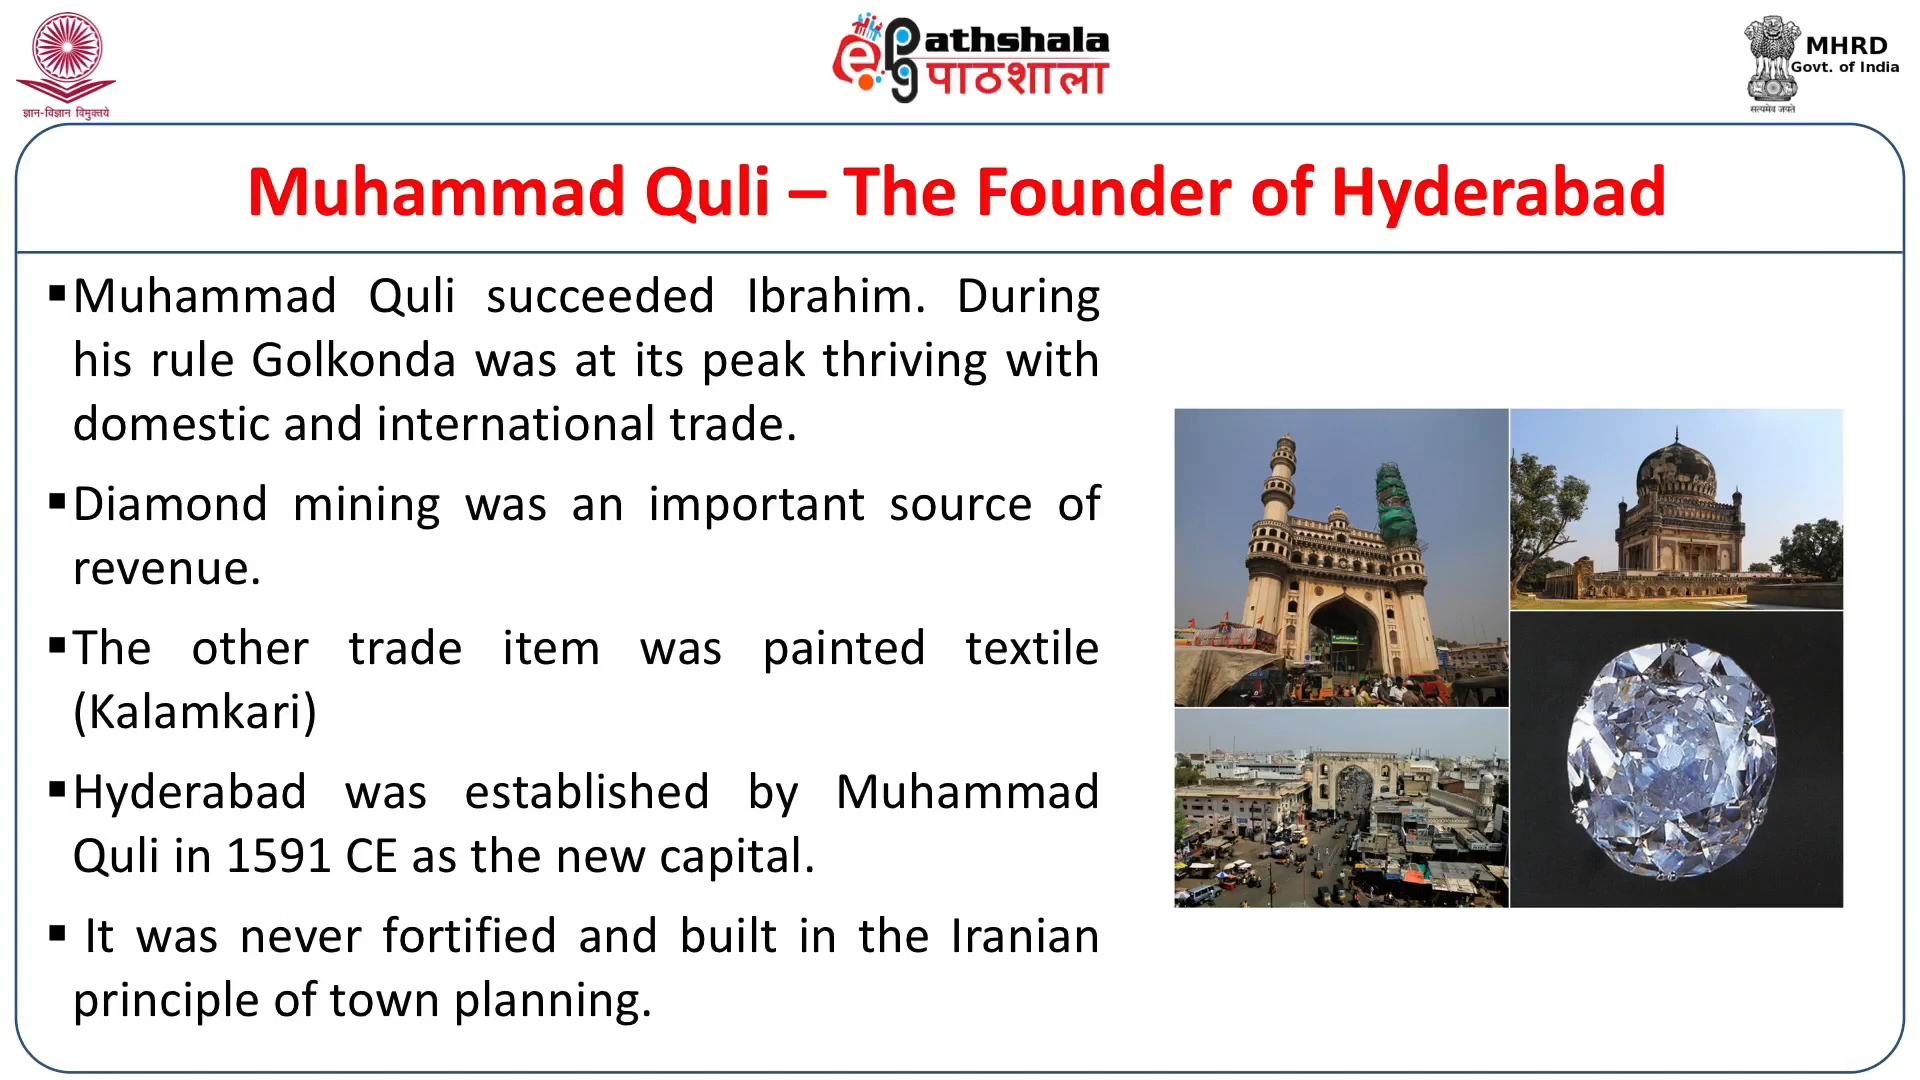 ज्ञान-विज्ञान विमुक्तये
ePathshala
पाठशाला
MHRD
Govt. of India
सत्यमेव जयते
Muhammad Quli – The Founder of Hyderabad
▪Muhammad Quli succeeded Ibrahim. During
his rule Golkonda was at its peak thriving with
domestic and international trade.
▪Diamond mining was an important source of
revenue.
▪The other trade item was painted textile
(Kalamkari)
▪Hyderabad was established by Muhammad
Quli in 1591 CE as the new capital.
▪ It was never fortified and built in the Iranian
principle of town planning.